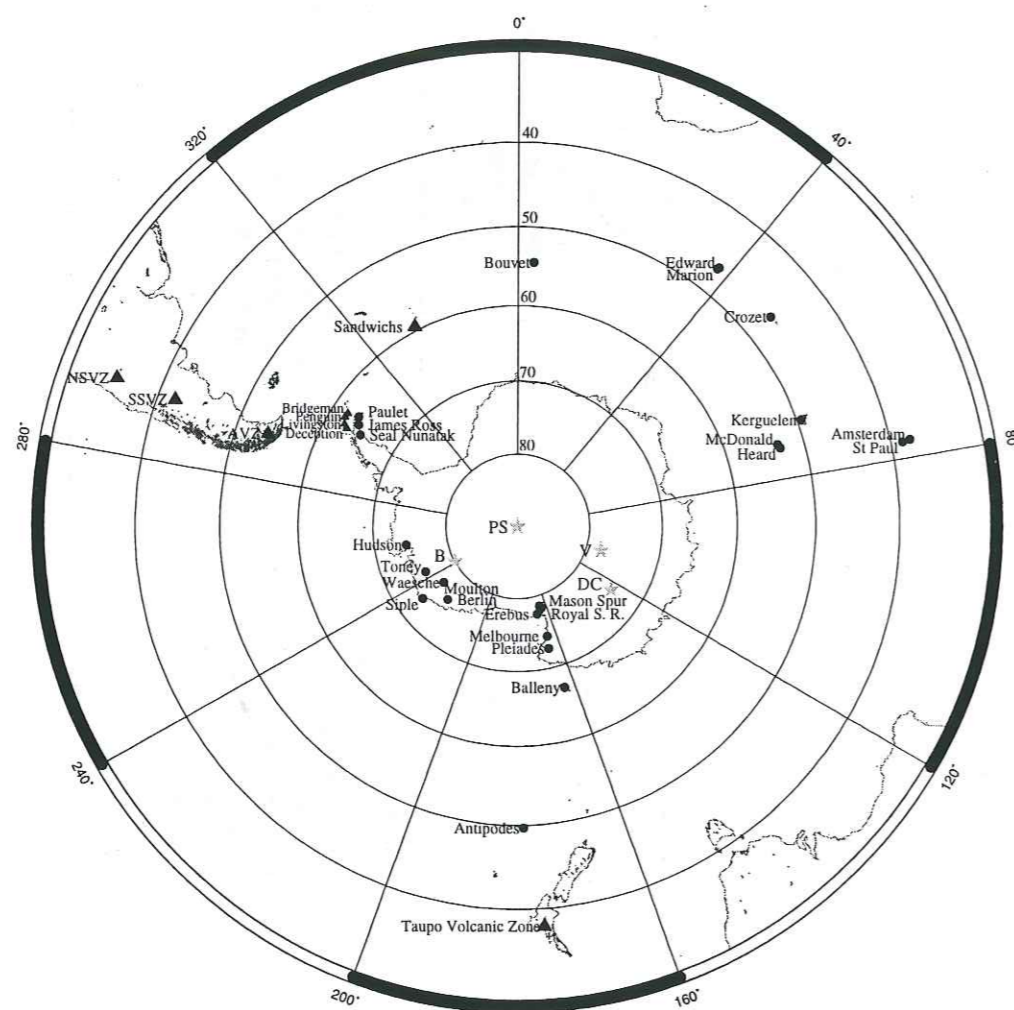 0°
320°
40°
40
50
Bouvet
Edward
Marion
60
Crozet
Sandwichs
NSVZ
70
SSVZ
Bridgeman
Penguin
Livingston
Deception
Paulet
James Ross
Seal Nunatak
AVZ
Kerguelen
280°
McDonald
Heard
Amsterdam
St Paul
80°
80
PS
Hudson
B
V
Toney
Waesche
Moulton
DC
Siple
Berlin
Mason Spur
Erebus
Royal S. R.
Melbourne
Pleiades
Balleny
240°
120°
Antipodes
Taupo Volcanic Zone
200°
160°